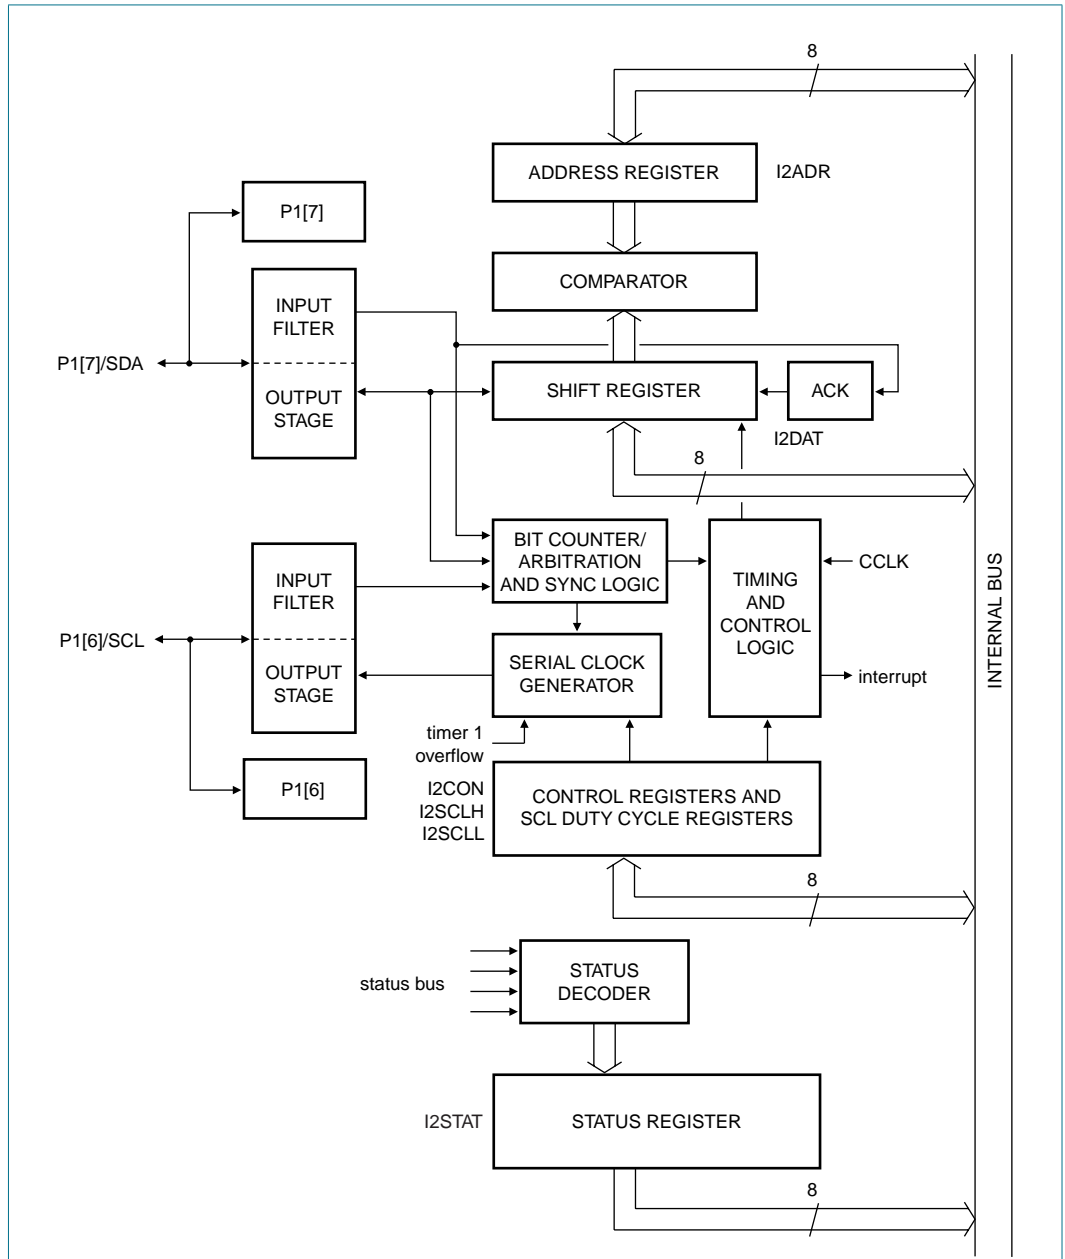 8
ADDRESS REGISTER
I2ADR
P1[7]
COMPARATOR
INPUT
FILTER
P1[7]/SDA
OUTPUT
STAGE
SHIFT REGISTER
ACK
I2DAT
8
BIT COUNTER/
ARBITRATION
AND SYNC LOGIC
INPUT
FILTER
TIMING
AND
CONTROL
LOGIC
CCLK
INTERNAL BUS
P1[6]/SCL
OUTPUT
STAGE
SERIAL CLOCK
GENERATOR
interrupt
timer 1
overflow
P1[6]
I2CON
I2SCLH
I2SCLL
CONTROL REGISTERS AND
SCL DUTY CYCLE REGISTERS
8
status bus
STATUS
DECODER
I2STAT
STATUS REGISTER
8